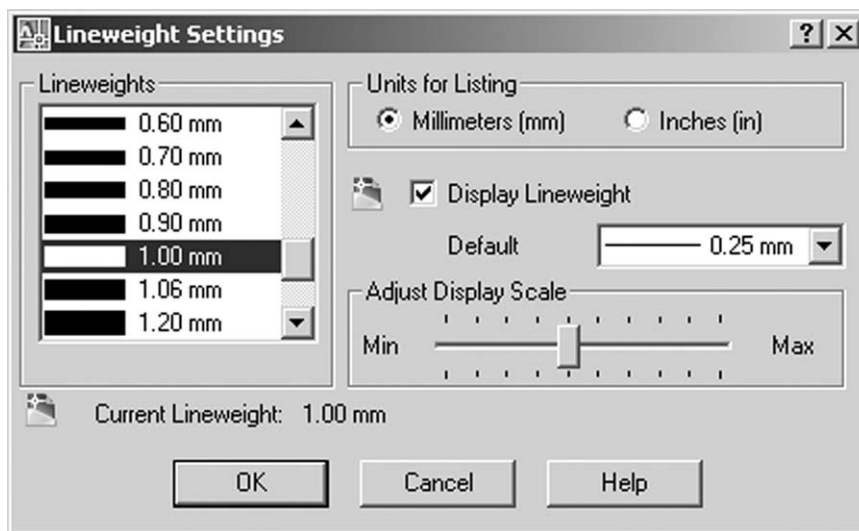 Lineweight Settings
Lineweights
0.60 mm
0.70 mm
0.80 mm
0.90 mm
1.00 mm
1.06 mm
1.20 mm
Units for Listing
Millimeters (mm) Inches (in)
Display Lineweight
Default 0.25 mm
Adjust Display Scale
Min Max
Current Lineweight: 1.00 mm
OK Cancel Help